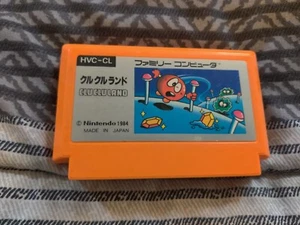 HVC-CL
ファミリー コンピュータ
クルクルランド
CLU CLU LAND
© Nintendo 1984
MADE IN JAPAN